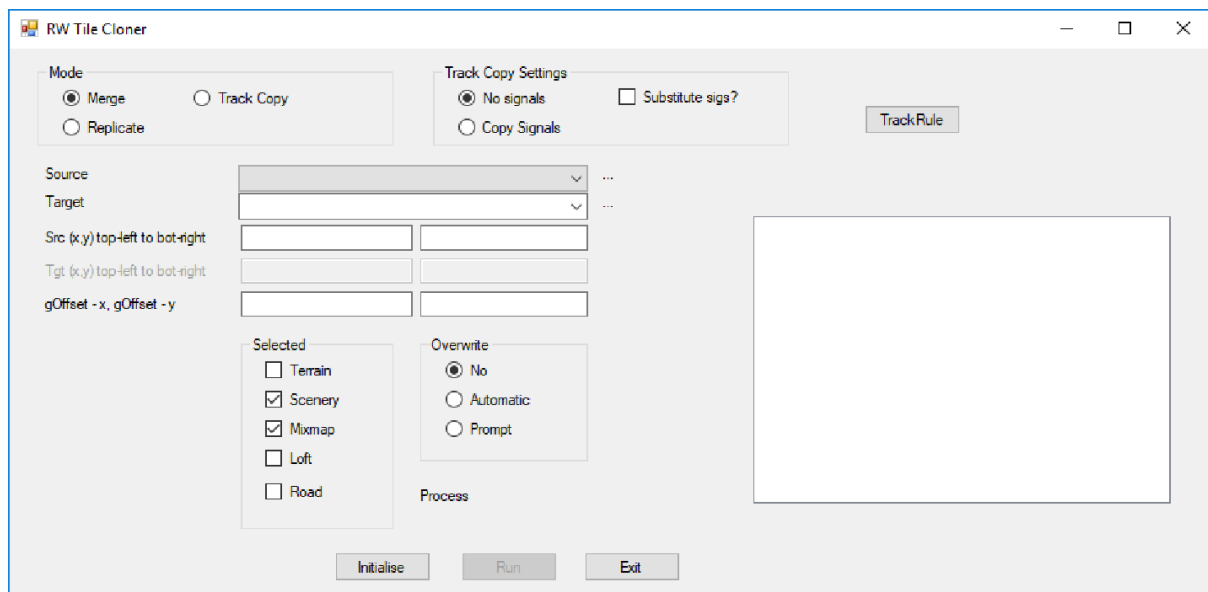 RW Tile Cloner
Mode
Merge
Track Copy
Replicate
Track Copy Settings
No signals
Substitute sigs?
Copy Signals
Track Rule
Source
...
Target
...
Src (x,y) top-left to bot-right
Tgt (x,y) top-left to bot-right
gOffset - x, gOffset - y
Selected
Terrain
Scenery
Mixmap
Loft
Road
Overwrite
No
Automatic
Prompt
Process
Initialise
Run
Exit